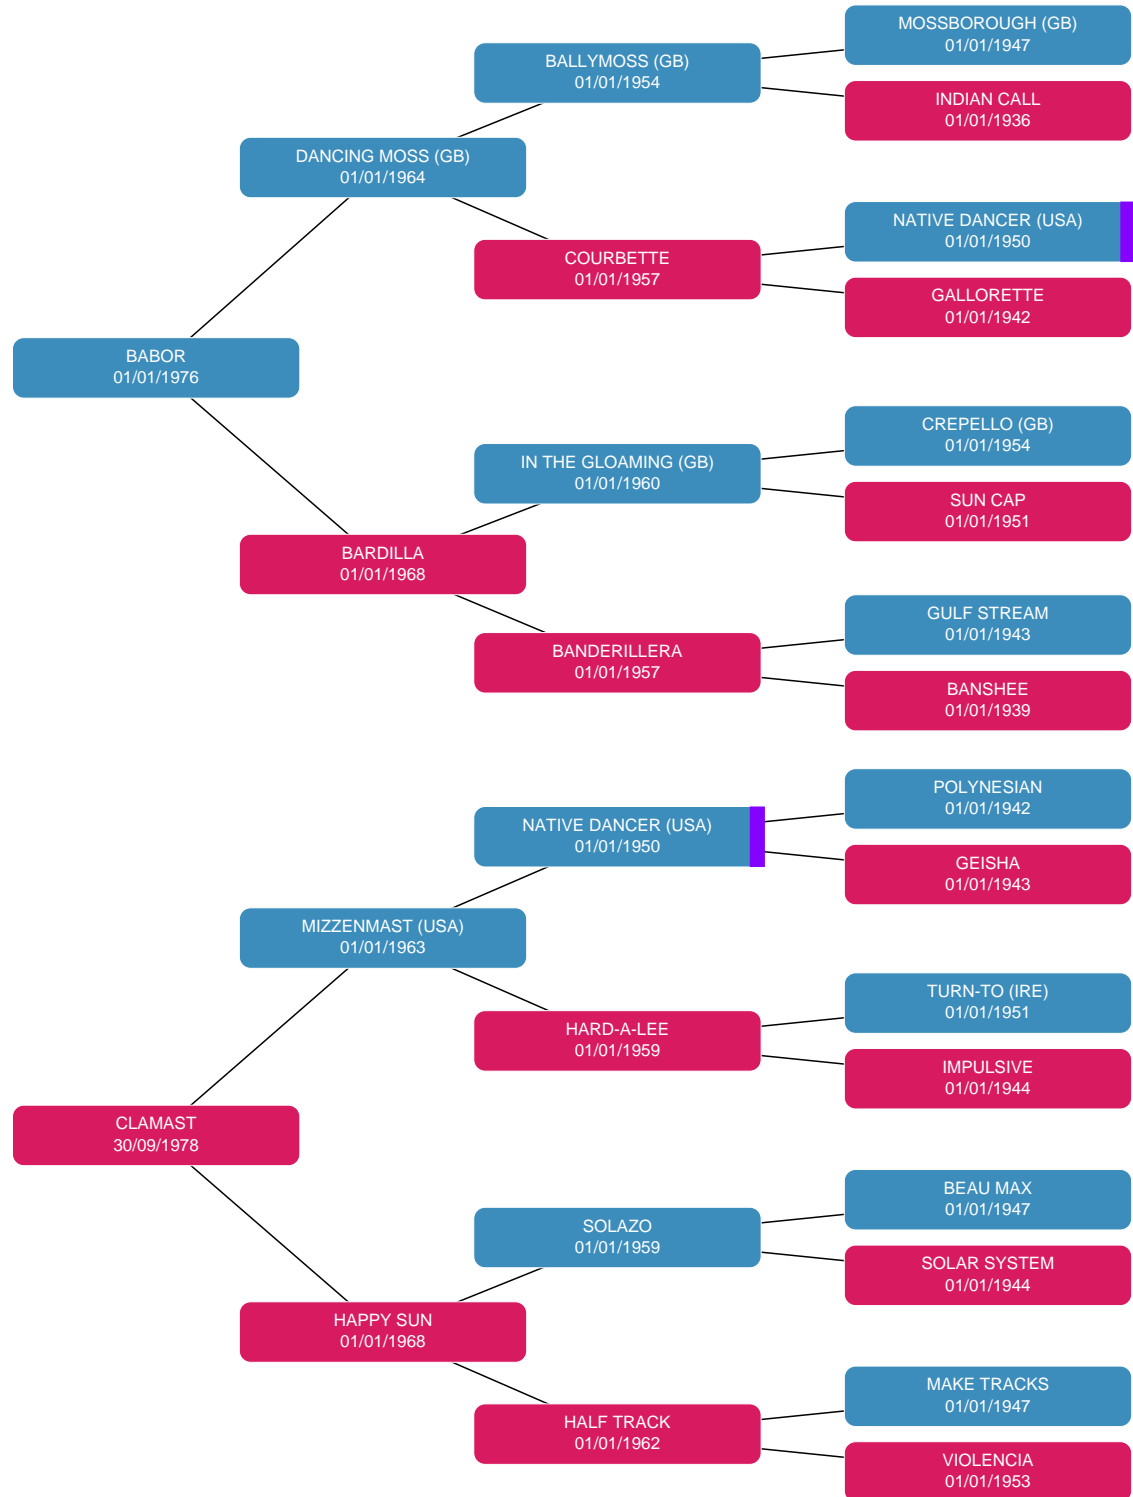 MOSSBOROUGH (GB)
01/01/1947
BALLYMOSS (GB)
01/01/1954
INDIAN CALL
01/01/1936
DANCING MOSS (GB)
01/01/1964
NATIVE DANCER (USA)
01/01/1950
COURBETTE
01/01/1957
GALLORETTE
01/01/1942
BABOR
01/01/1976
CREPELLO (GB)
01/01/1954
IN THE GLOAMING (GB)
01/01/1960
SUN CAP
01/01/1951
BARDILLA
01/01/1968
GULF STREAM
01/01/1943
BANDERILLERA
01/01/1957
BANSHEE
01/01/1939
POLYNESIAN
01/01/1942
NATIVE DANCER (USA)
01/01/1950
GEISHA
01/01/1943
MIZZENMAST (USA)
01/01/1963
TURN-TO (IRE)
01/01/1951
HARD-A-LEE
01/01/1959
IMPULSIVE
01/01/1944
CLAMAST
30/09/1978
BEAU MAX
01/01/1947
SOLAZO
01/01/1959
SOLAR SYSTEM
01/01/1944
HAPPY SUN
01/01/1968
MAKE TRACKS
01/01/1947
HALF TRACK
01/01/1962
VIOLENCIA
01/01/1953